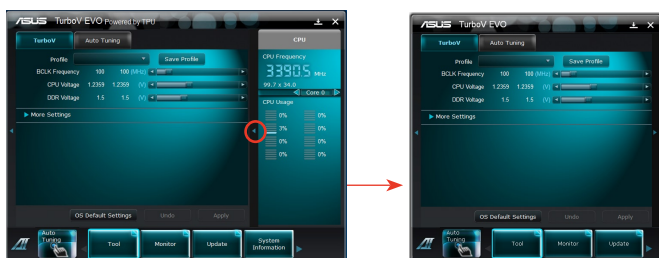 ASUS TurboV EVO Powered by TPU
TurboV Auto Tuning
Profile Save Profile
BCLK Frequency 100 100 (MHz)
CPU Voltage 1.2359 1.2359 (V)
DDR Voltage 1.5 1.5 (V)
More Settings
OS Default Settings Undo Apply
CPU
CPU Frequency
3390.5 MHz
99.7 x 34.0
Core 0
CPU Usage
0% 0%
3% 0%
0% 0%
0% 0%
Auto Tuning Tool Monitor Update System Information
ASUS TurboV EVO
TurboV Auto Tuning
Profile Save Profile
BCLK Frequency 100 100 (MHz)
CPU Voltage 1.2359 1.2359 (V)
DDR Voltage 1.5 1.5 (V)
More Settings
OS Default Settings Undo Apply
Auto Tuning Tool Monitor Update